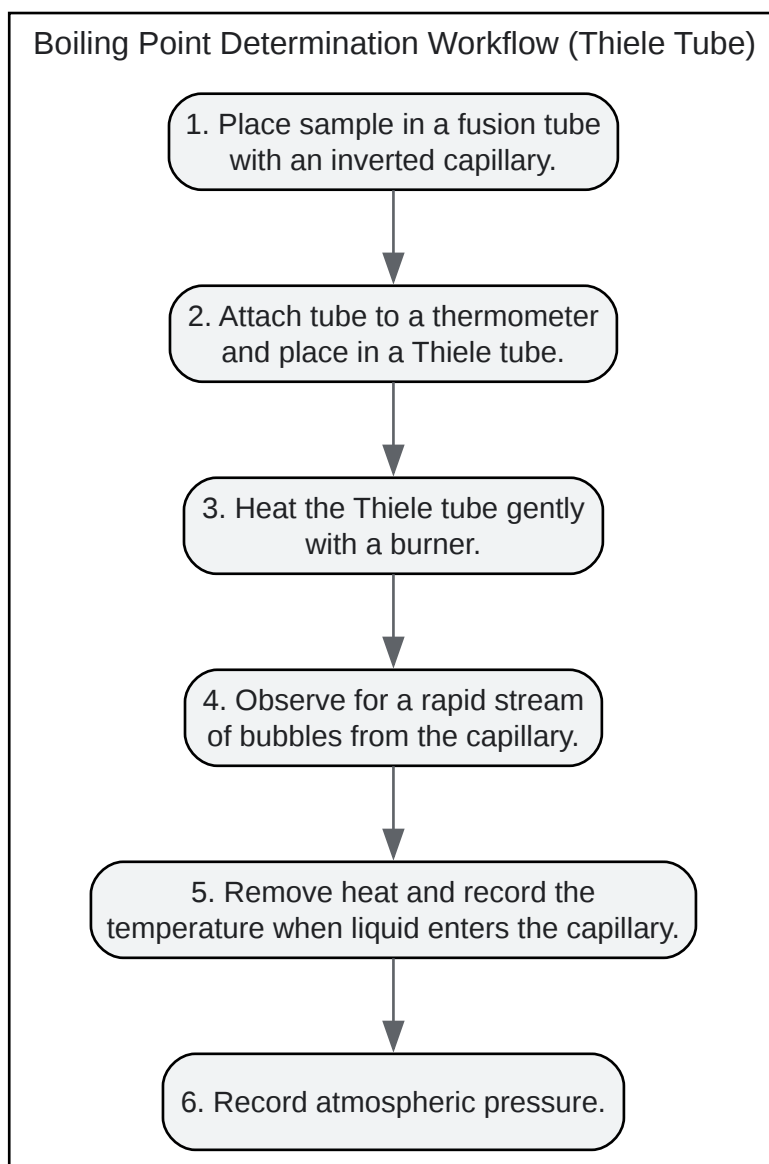 Boiling Point Determination Workflow (Thiele Tube)
1. Place sample in a fusion tube
with an inverted capillary.
2. Attach tube to a thermometer
and place in a Thiele tube.
3. Heat the Thiele tube gently
with a burner.
4. Observe for a rapid stream
of bubbles from the capillary.
5. Remove heat and record the
temperature when liquid enters the capillary.
6. Record atmospheric pressure.